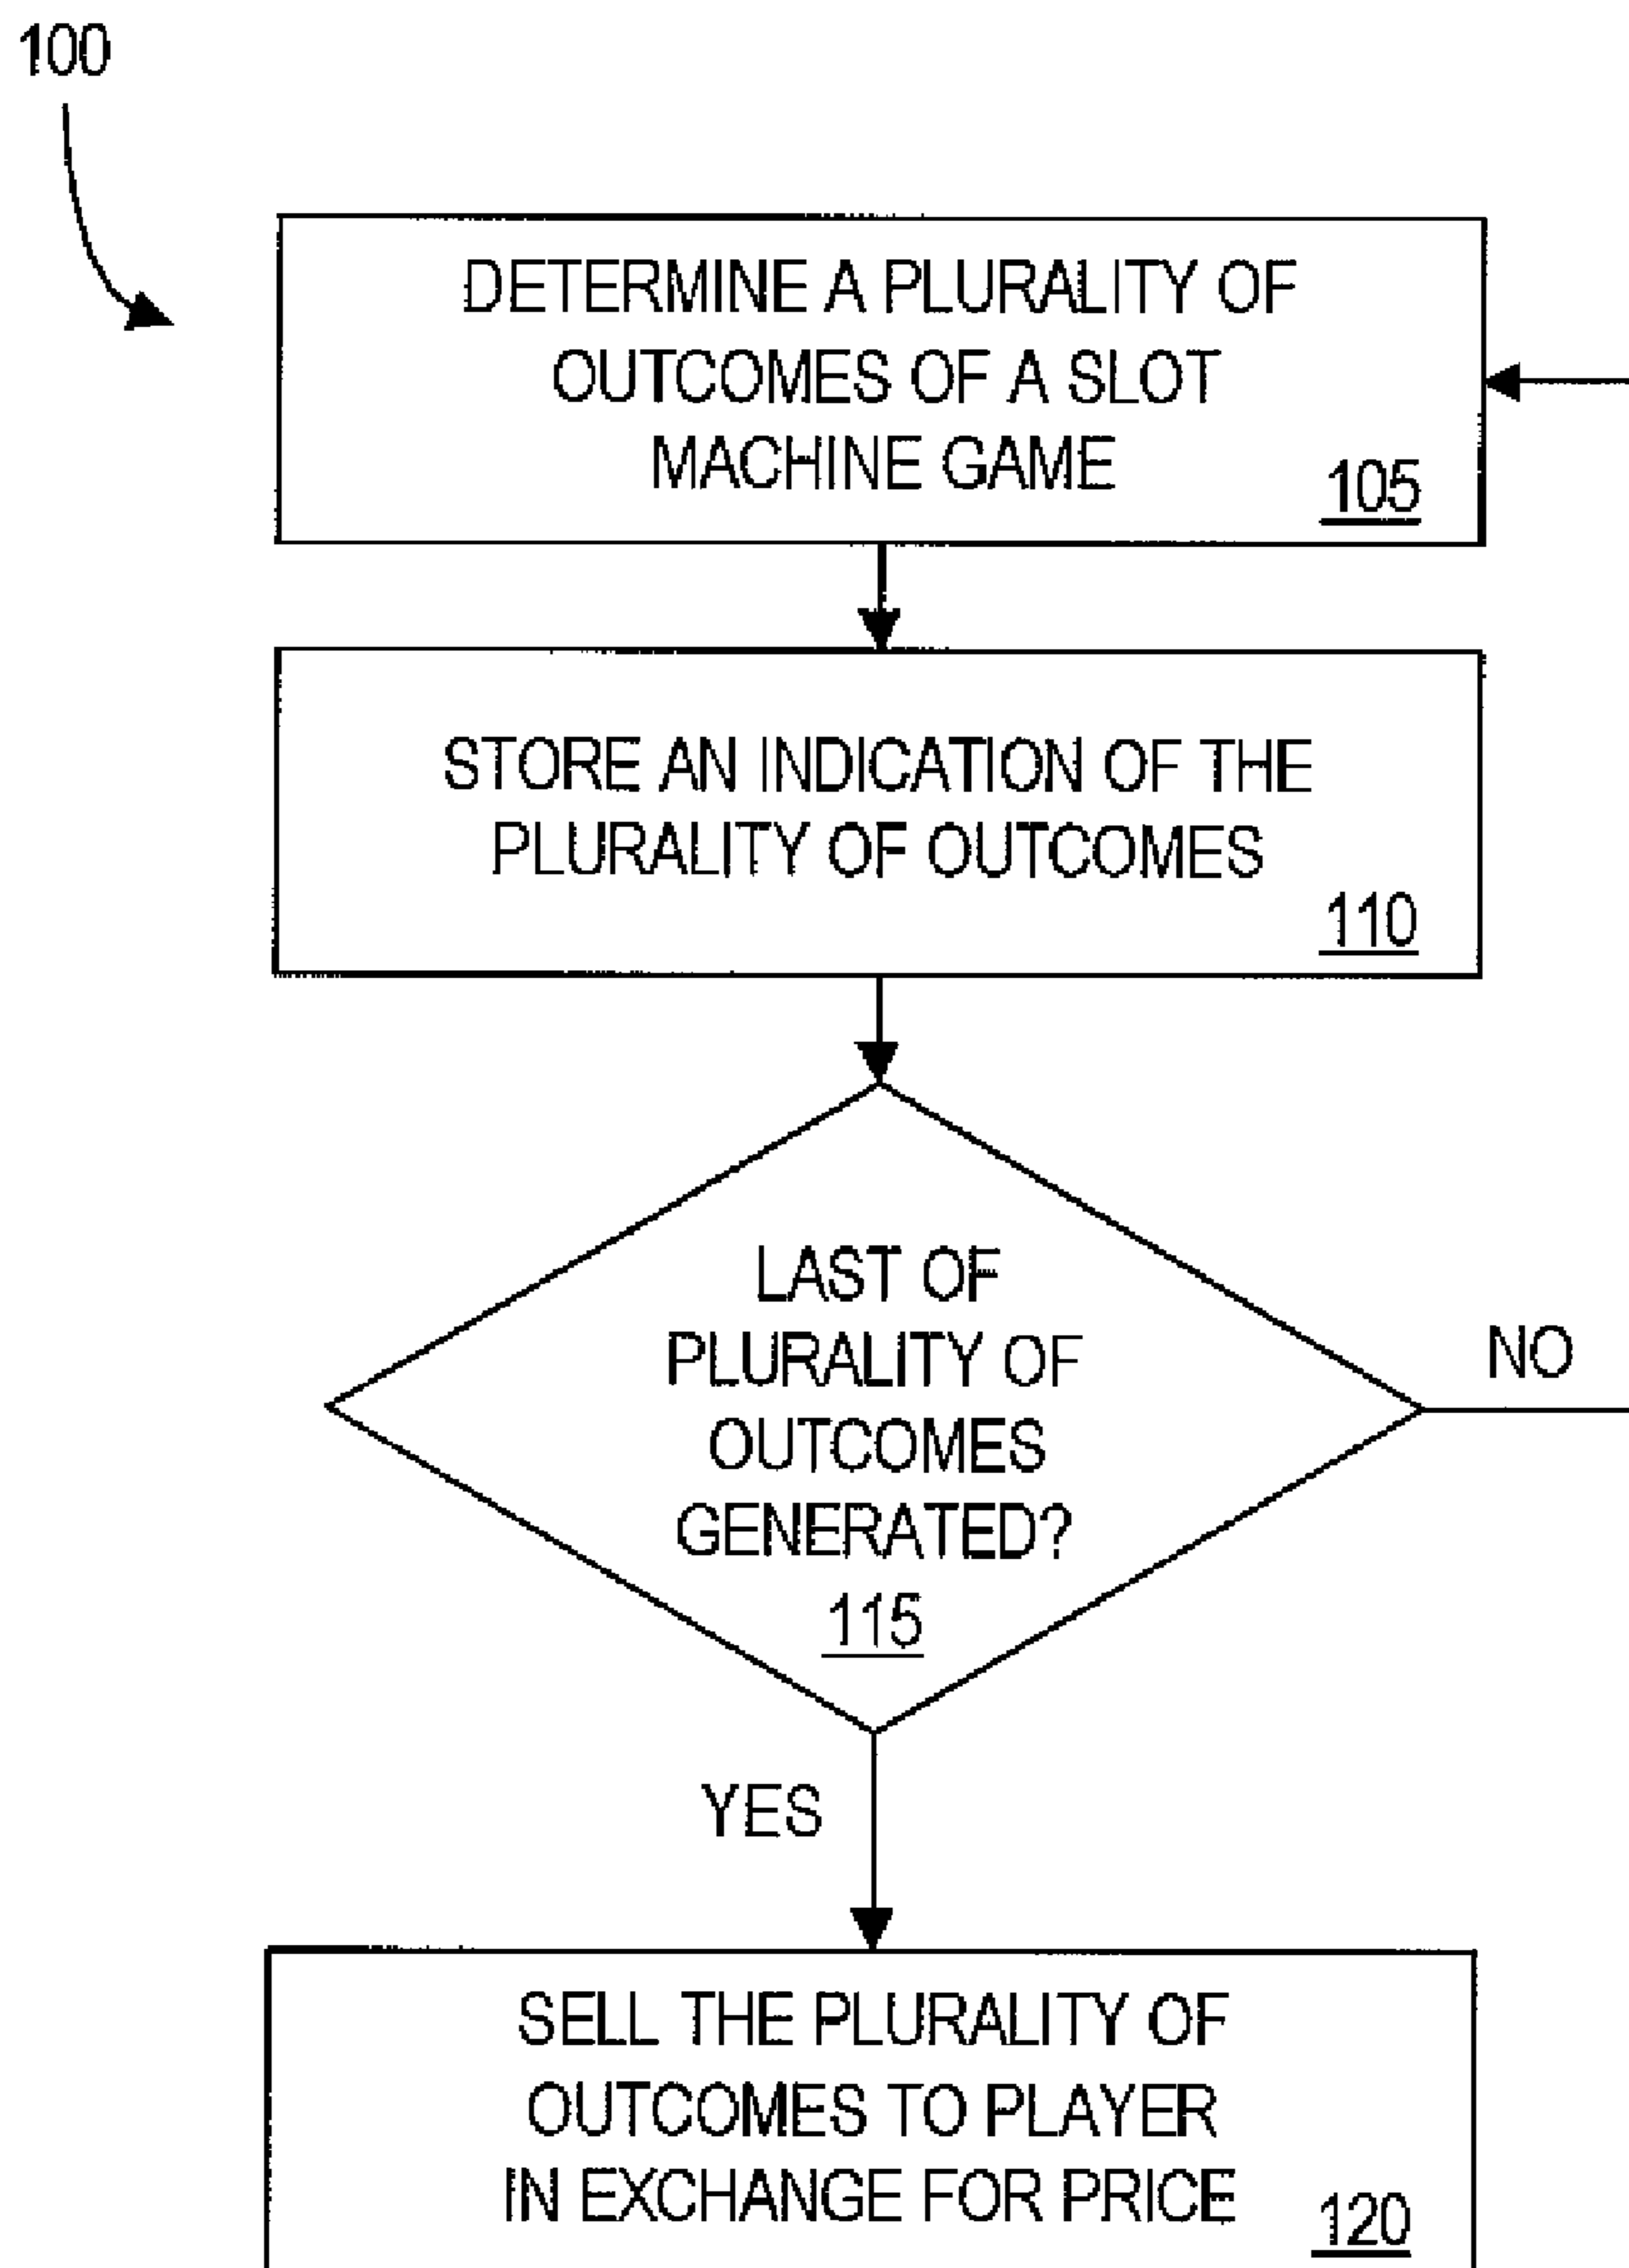 100
DETERMINE A PLURALITY OF
OUTCOMES OF A SLOT
MACHINE GAME
105
STORE AN INDICATION OF THE
PLURALITY OF OUTCOMES
110
LAST OF
PLURALITY OF
OUTCOMES
GENERATED?
115
NO
YES
SELL THE PLURALITY OF
OUTCOMES TO PLAYER
IN EXCHANGE FOR PRICE
120